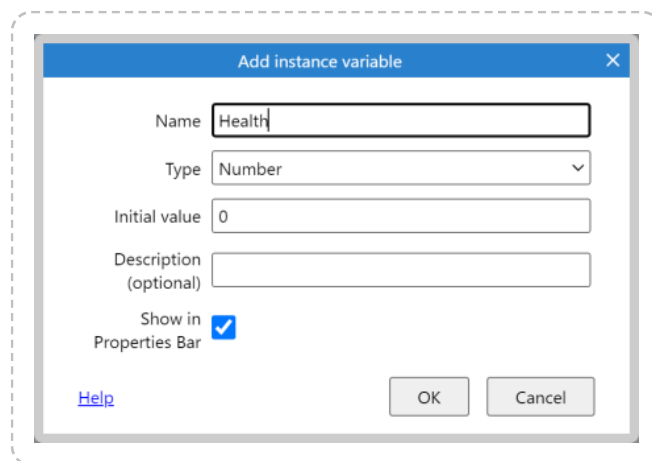 Add instance variable
Name Health
Type Number
Initial value 0
Description
(optional)
Show in
Properties Bar
Help OK Cancel